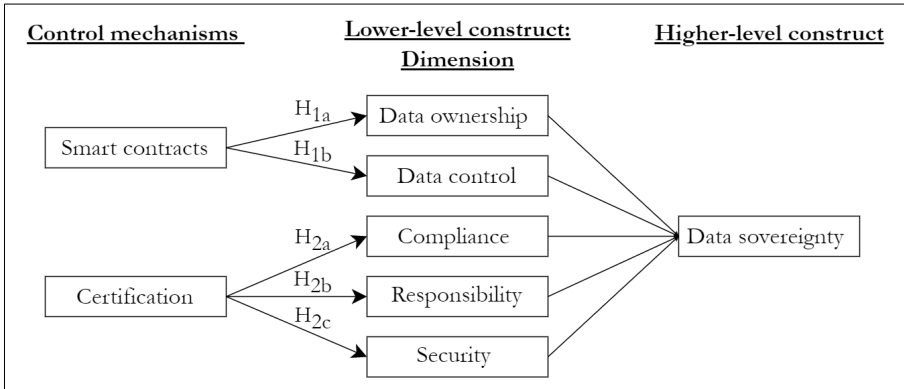 Control mechanisms
Lower-level construct:
Dimension
Higher-level construct
Smart contracts
H1a
H1b
Data ownership
Data control
Certification
H2a
H2b
H2c
Compliance
Responsibility
Security
Data sovereignty